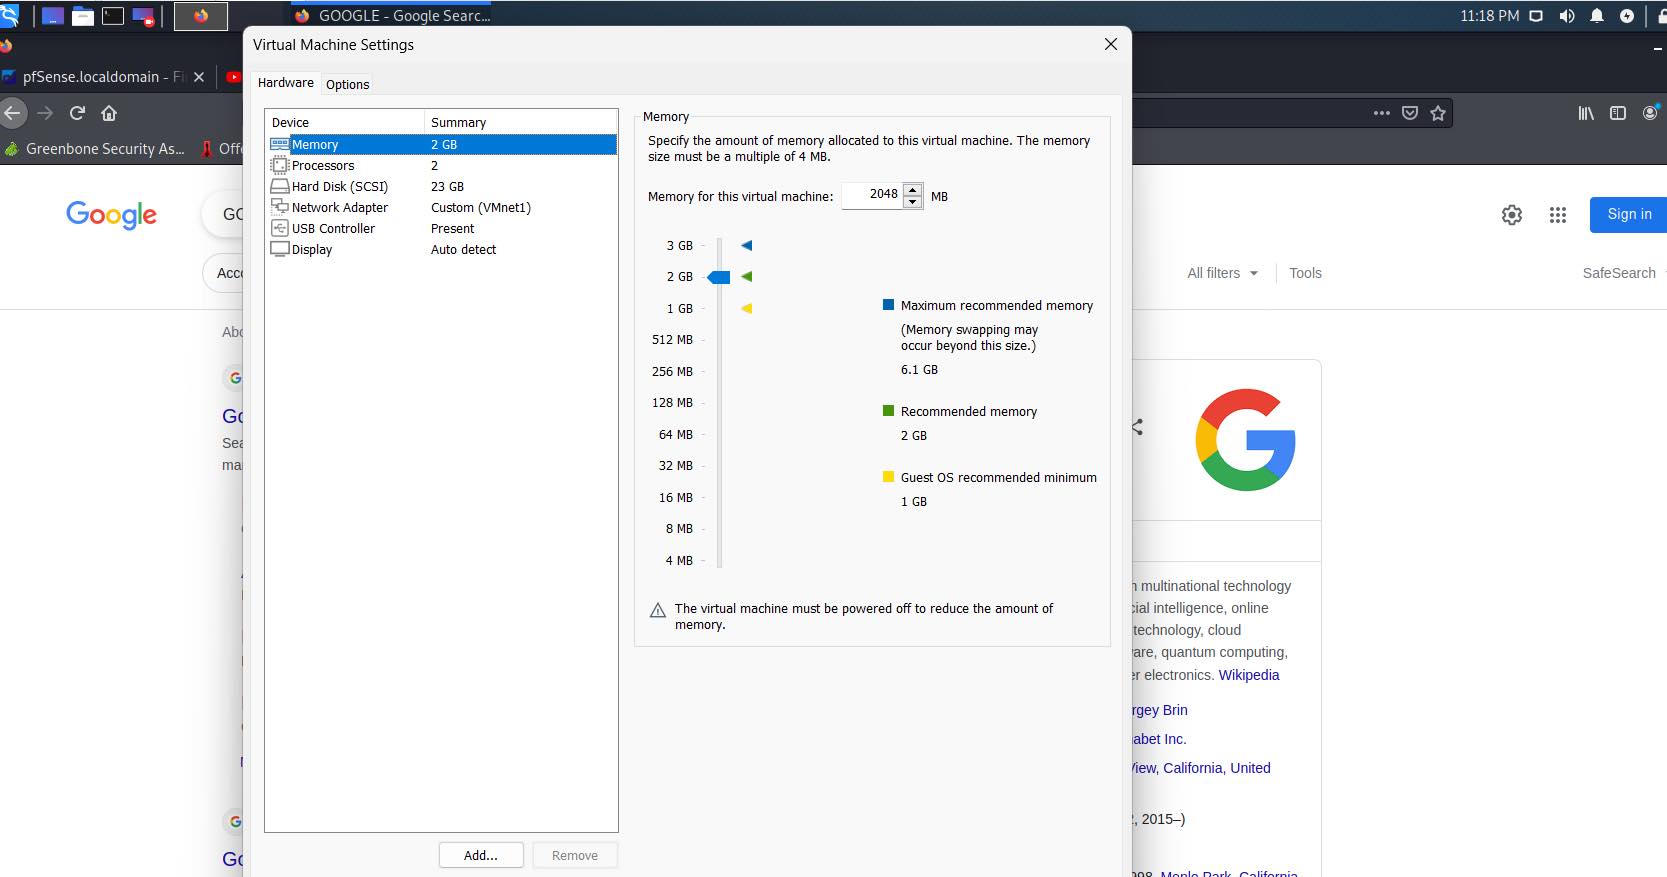 GOOGLE - Google Searc...
11:18 PM
Virtual Machine Settings
pfSense.localdomain - Fi
Hardware
Options
Greenbone Security As...
Offe
Device
Summary
Memory
2 GB
Processors
2
Hard Disk (SCSI)
23 GB
Network Adapter
Custom (VMnet1)
USB Controller
Present
Display
Auto detect
Add...
Remove
Memory
Specify the amount of memory allocated to this virtual machine. The memory
size must be a multiple of 4 MB.
Memory for this virtual machine:
2048
MB
3 GB
2 GB
1 GB
512 MB
256 MB
128 MB
64 MB
32 MB
16 MB
8 MB
4 MB
Maximum recommended memory
(Memory swapping may
occur beyond this size.)
6.1 GB
Recommended memory
2 GB
Guest OS recommended minimum
1 GB
The virtual machine must be powered off to reduce the amount of
memory.
Google
GO
Sign in
Acco
All filters
Tools
SafeSearch
Abo
Go
Sea
ma
Go
multinational technology
cial intelligence, online
technology, cloud
are, quantum computing,
er electronics. Wikipedia
rgey Brin
abet Inc.
View, California, United
2, 2015–)
998, Menlo Park, California